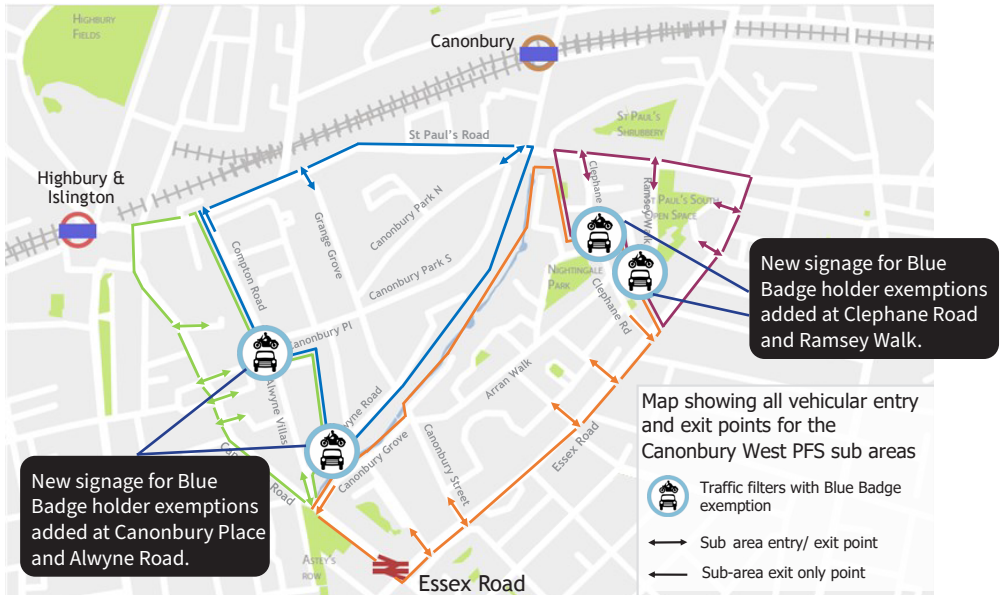 HIGHBURY
FIELDS
Canonbury
ST PAUL'S
SHRUBBERY
St Paul's Road
Highbury &
Islington
Clephane
Ramsey Walk
ST PAUL'S SOUTH
OPEN SPACE
Grange Grove
Canonbury Park N
Compton Road
Canonbury Park S
NIGHTINGALE
PARK
Clephane Rd
New signage for Blue
Badge holder exemptions
added at Clephane Road
and Ramsey Walk.
Canonbury Pl
Alwyne Villas
Arran Walk
Canonbury Grove
Canonbury Street
Essex Road
Road
Road
New signage for Blue
Badge holder exemptions
added at Canonbury Place
and Alwyne Road.
ASTEY'S
ROW
Essex Road
Map showing all vehicular entry
and exit points for the
Canonbury West PFS sub areas
Traffic filters with Blue Badge
exemption
Sub area entry/ exit point
Sub-area exit only point